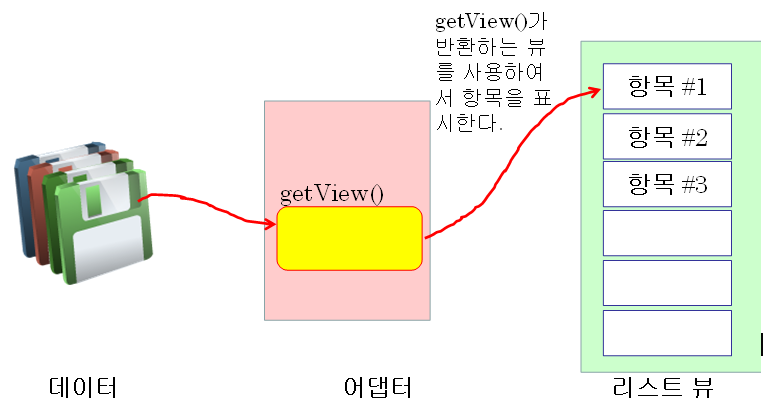 getView()가
반환하는 뷰
를 사용하여
서 항목을 표
시한다.
항목 #1
항목 #2
항목 #3
getView()
데이터
어댑터
리스트 뷰